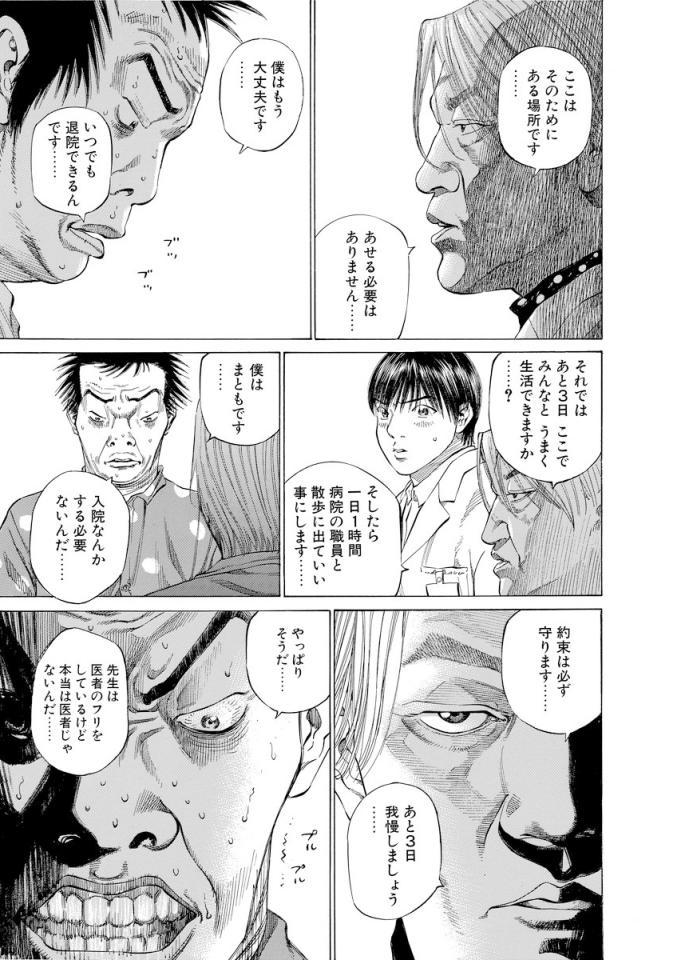 ここは
そのために
ある場所です
……
あせる必要は
ありません……
僕はもう
大丈夫です
……
いつでも
退院できるん
です……
ブッ
ブッ
それでは
あと3日 ここで
みんなと うまく
生活できますか
……?
そしたら
一日1時間
病院の職員と
散歩に出ていい
事にします……
僕は
まともです
入院なんか
する必要
ないんだ……
約束は必ず
守ります……
あと3日
我慢しましょう
……
やっぱり
そうだ……
先生は
医者のフリを
しているけど
本当は医者じゃ
ないんだ……
プル
プル